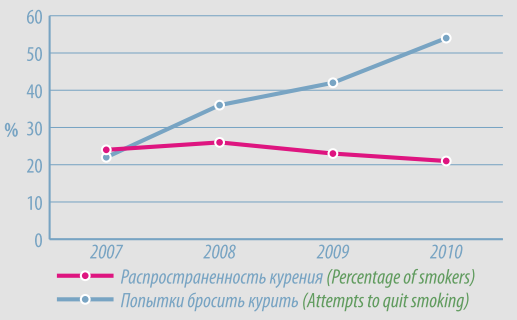 60
50
40
%
30
20
10
0
2007 2008 2009 2010
Распространенность курения (Percentage of smokers)
Попытки бросить курить (Attempts to quit smoking)